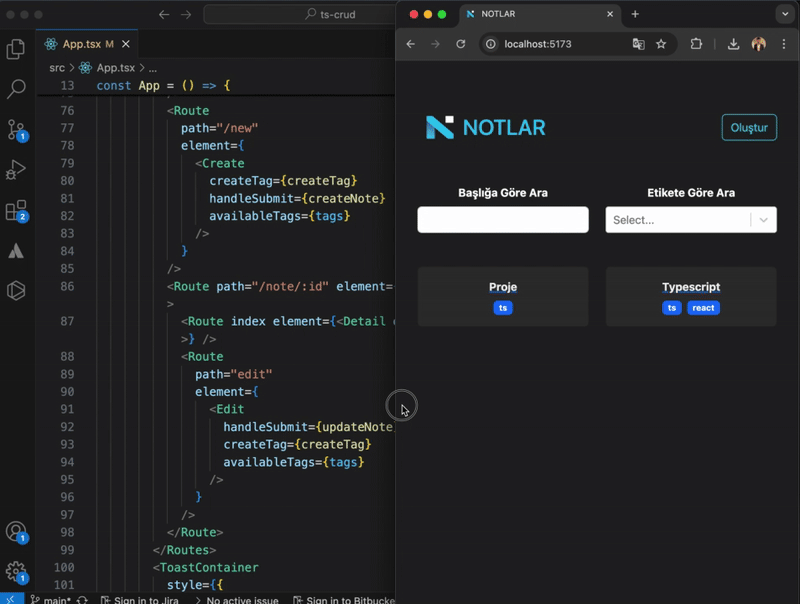 ts-crud
App.tsx M
src > App.tsx > ...
13 const App = () => {
76 <Route
77 path="/new"
78 element={
79 <Create
80 createTag={createTag}
81 handleSubmit={createNote}
82 availableTags={tags}
83 />
84 }
85 />
86 <Route path="/note/:id" element=
>
87 <Route index element={<Detail
>} />
88 <Route
89 path="edit"
90 element={
91 <Edit
92 handleSubmit={updateNote
93 createTag={createTag}
94 availableTags={tags}
95 />
96 }
97 />
98 </Route>
99 </Routes>
100 <ToastContainer
101 style={{
1
2
1
1
main*
Sign in to Jira
No active issue
Sign in to Bitbucke
NOTLAR
localhost:5173
NOTLAR
Oluştur
Başlığa Göre Ara
Etikete Göre Ara
Select...
Proje
ts
Typescript
ts react